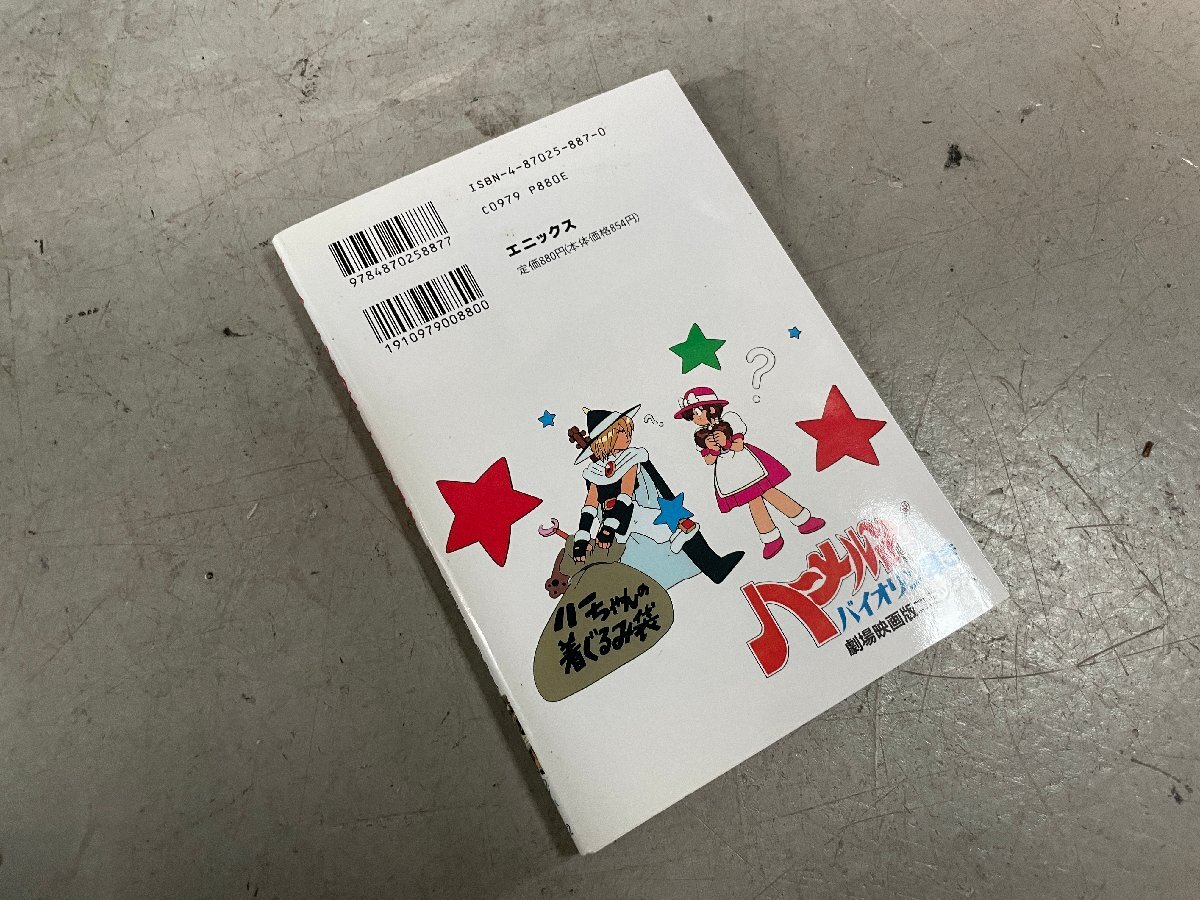 ISBN-4-87025-887-0
C0979 P880E
エニックス
定価880円(本体価格854円)
9784870258877
1910979008800
?
ハーちゃんの
着ぐるみ袋
ハーメルン
バイオリ
劇場映画版